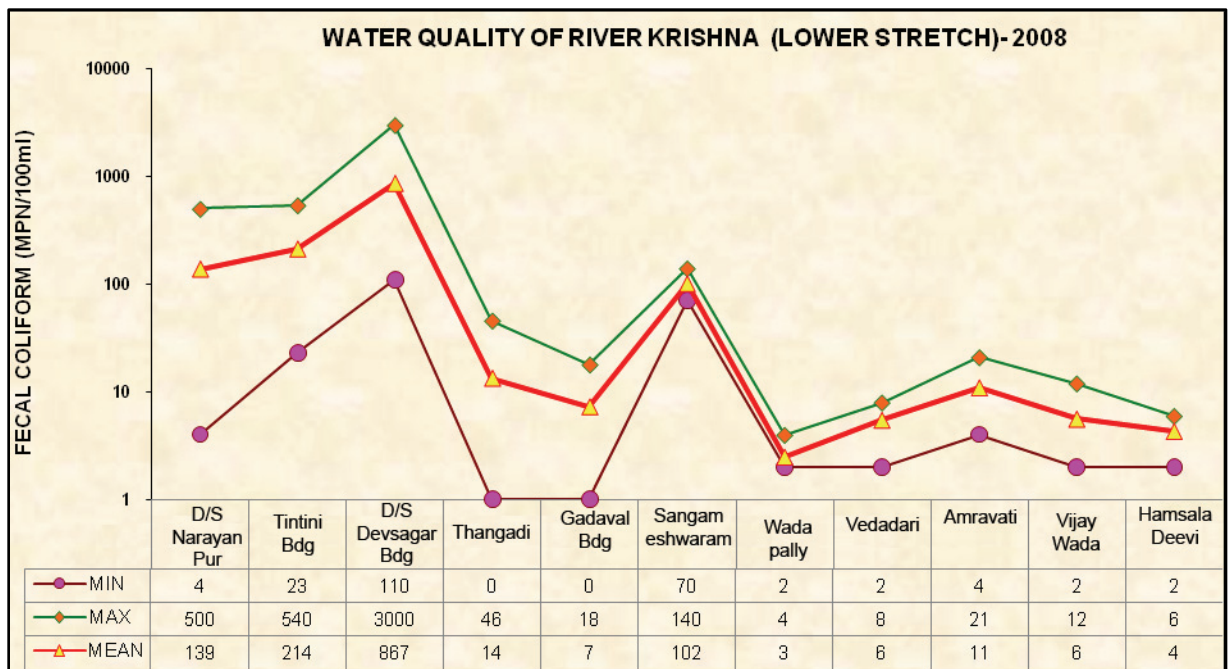 WATER QUALITY OF RIVER KRISHNA (LOWER STRETCH)- 2008
FECAL COLIFORM (MPN/100ml)
10000
1000
100
10
1
D/S
Narayan
Pur
Tintini
Bdg
D/S
Devsagar
Bdg
Thangadi
Gadaval
Bdg
Sangam
eshwaram
Wada
pally
Vedadari
Amravati
Vijay
Wada
Hamsala
Deevi
MIN 4 23 110 0 0 70 2 2 4 2 2
MAX 500 540 3000 46 18 140 4 8 21 12 6
MEAN 139 214 867 14 7 102 3 6 11 6 4